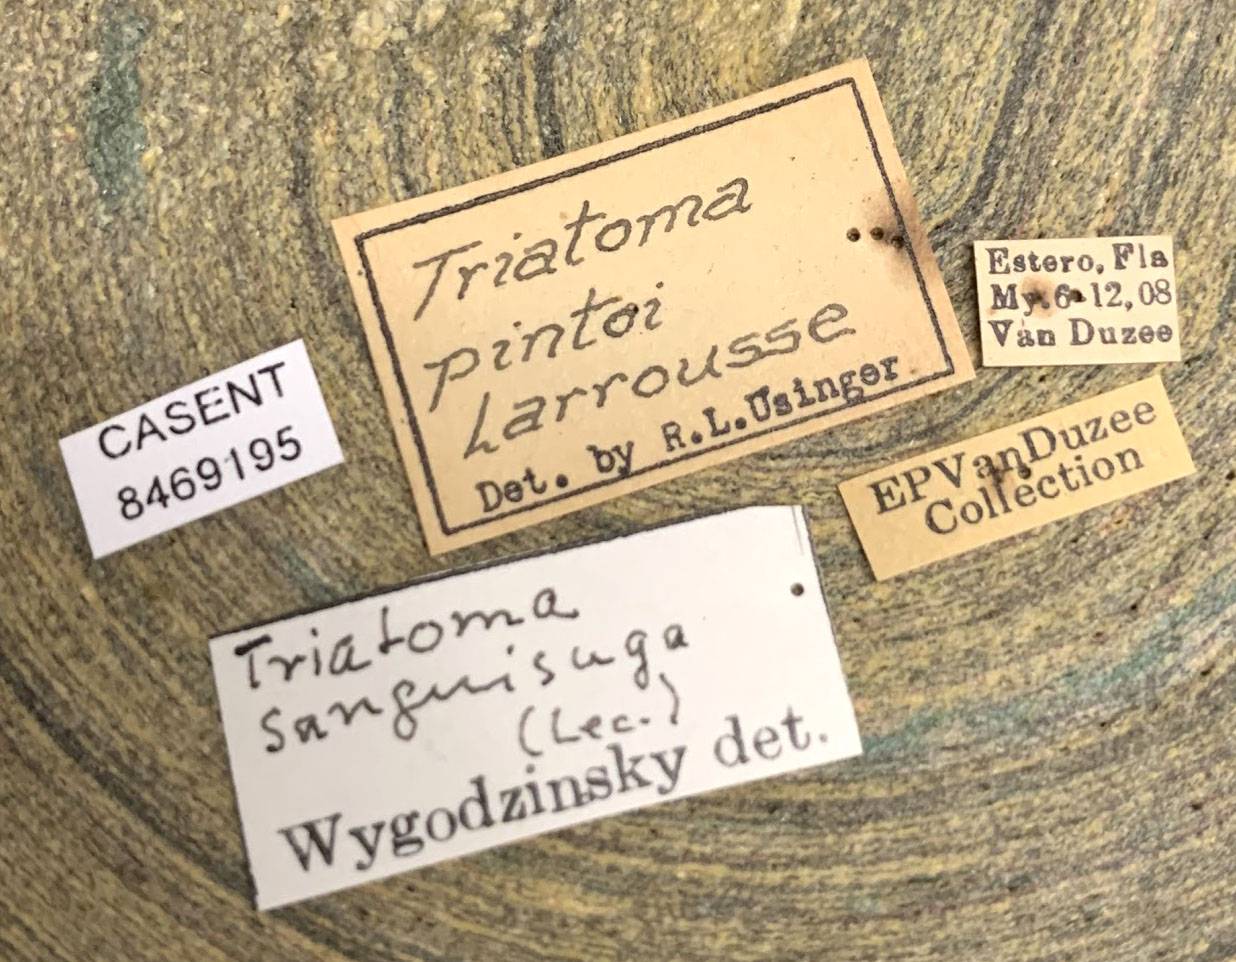 Triatoma
pintoi
Larrousse
Det. by R.L.Usinger
Estero, Fla
My. 6-12, 08
Van Duzee
CASENT
8469195
EPVanDuzee
Collection
Triatoma
sanguisuga
(Lec.)
Wygodzinsky det.